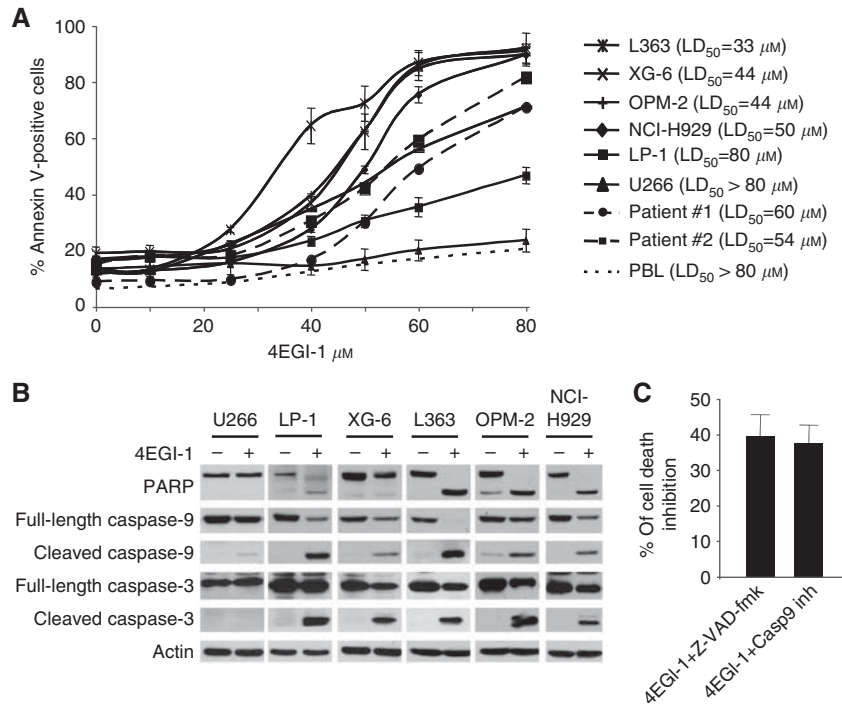 A
% Annexin V-positive cells
100
80
60
40
20
0
0 20 40 60 80
4EGI-1 μM
L363 (LD50=33 μM)
XG-6 (LD50=44 μM)
OPM-2 (LD50=44 μM)
NCI-H929 (LD50=50 μM)
LP-1 (LD50=80 μM)
U266 (LD50 > 80 μM)
Patient #1 (LD50=60 μM)
Patient #2 (LD50=54 μM)
PBL (LD50 > 80 μM)
B
U266 LP-1 XG-6 L363 OPM-2 NCI-
H929
4EGI-1 – + – + – + – + – + – +
PARP
Full-length caspase-9
Cleaved caspase-9
Full-length caspase-3
Cleaved caspase-3
Actin
C
% Of cell death
inhibition
50
40
30
20
10
0
4EGI-1+Z-VAD-fmk
4EGI-1+Casp9 inh